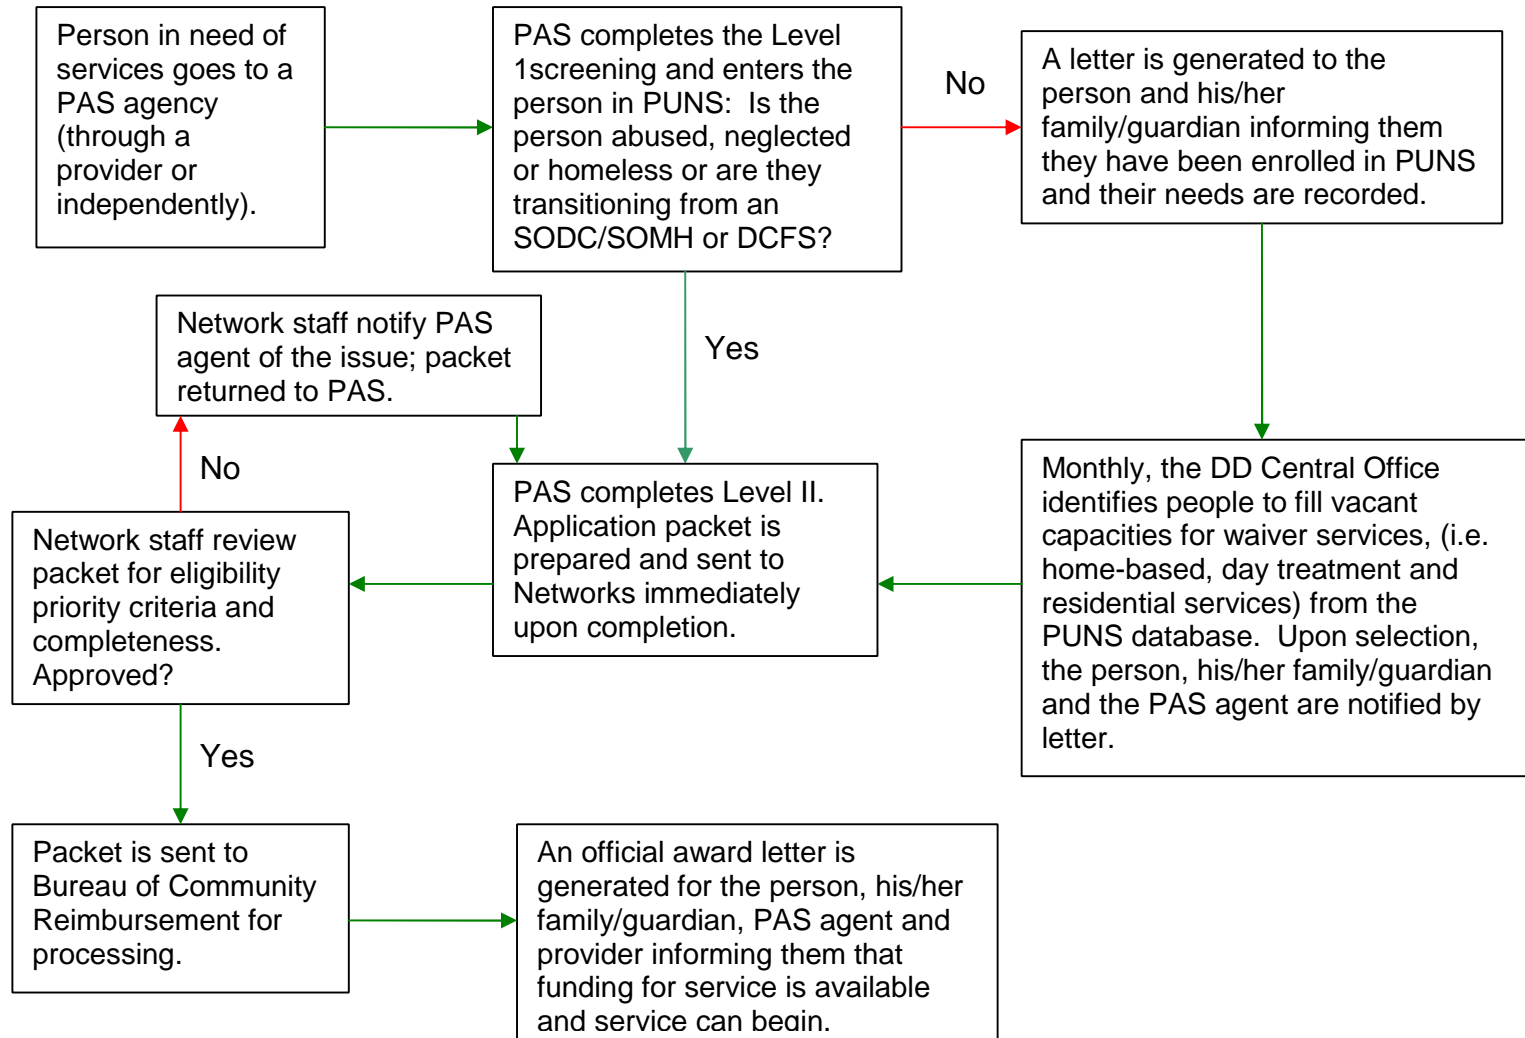 Person in need of
services goes to a
PAS agency
(through a
provider or
independently).
PAS completes the Level
1screening and enters the
person in PUNS:  Is the
person abused, neglected
or homeless or are they
transitioning from an
SODC/SOMH or DCFS?
No
A letter is generated to the
person and his/her
family/guardian informing them
they have been enrolled in PUNS
and their needs are recorded.
Yes
Network staff notify PAS
agent of the issue; packet
returned to PAS.
No
PAS completes Level II.
Application packet is
prepared and sent to
Networks immediately
upon completion.
Monthly, the DD Central Office
identifies people to fill vacant
capacities for waiver services, (i.e.
home-based, day treatment and
residential services) from the
PUNS database.  Upon selection,
the person, his/her family/guardian
and the PAS agent are notified by
letter.
Network staff review
packet for eligibility
priority criteria and
completeness.
Approved?
Yes
Packet is sent to
Bureau of Community
Reimbursement for
processing.
An official award letter is
generated for the person, his/her
family/guardian, PAS agent and
provider informing them that
funding for service is available
and service can begin.